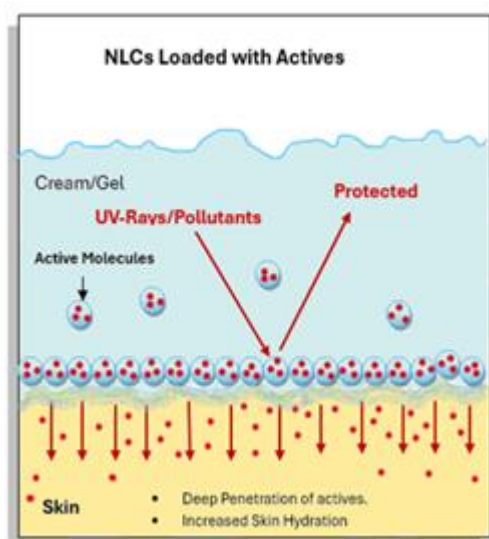 NLCs Loaded with Actives
Cream/Gel
Protected
UV-Rays/Pollutants
Active Molecules
Skin
• Deep Penetration of actives.
• Increased Skin Hydration